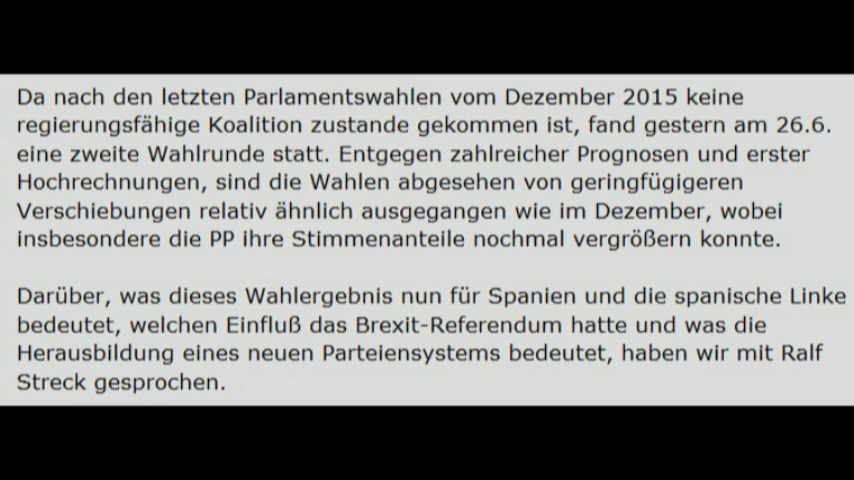 Da nach den letzten Parlamentswahlen vom Dezember 2015 keine
regierungsfähige Koalition zustande gekommen ist, fand gestern am 26.6.
eine zweite Wahlrunde statt. Entgegen zahlreicher Prognosen und erster
Hochrechnungen, sind die Wahlen abgesehen von geringfügigeren
Verschiebungen relativ ähnlich ausgegangen wie im Dezember, wobei
insbesondere die PP ihre Stimmenanteile nochmal vergrößern konnte.
Darüber, was dieses Wahlergebnis nun für Spanien und die spanische Linke
bedeutet, welchen Einfluß das Brexit-Referendum hatte und was die
Herausbildung eines neuen Parteiensystems bedeutet, haben wir mit Ralf
Streck gesprochen.